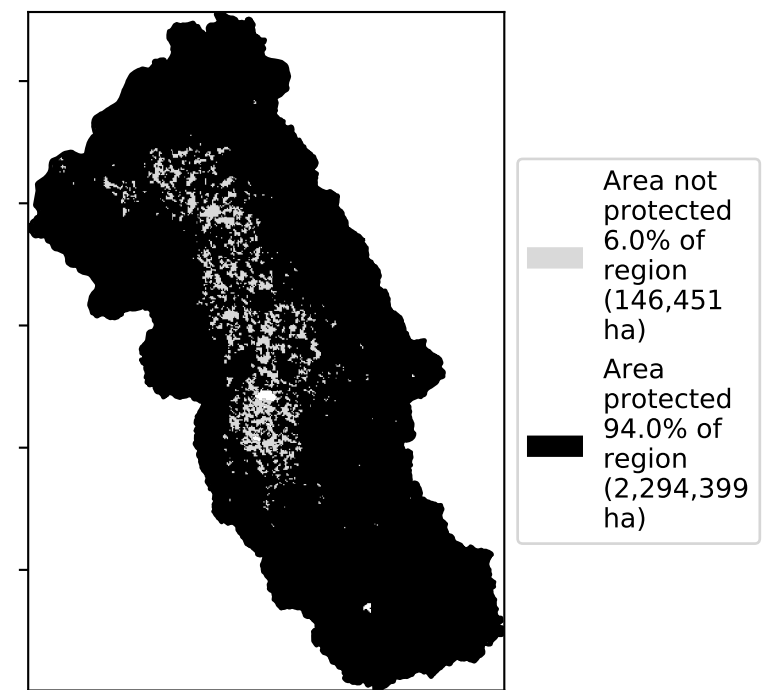 Area not
protected
6.0% of
region
(146,451
ha)
Area
protected
94.0% of
region
(2,294,399
ha)